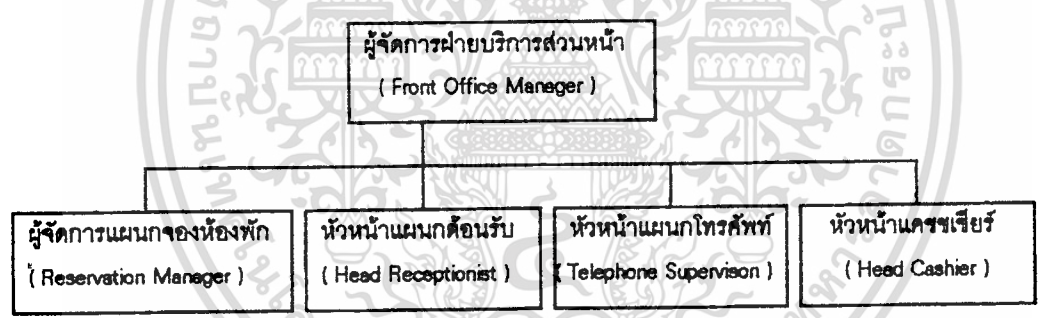 ผู้จัดการฝ่ายบริการส่วนหน้า
( Front Office Manager )
ผู้จัดการแผนกจองห้องพัก
( Reservation Manager )
หัวหน้าแผนกต้อนรับ
( Head Receptionist )
หัวหน้าแผนกโทรศัพท์
( Telephone Supervison )
หัวหน้าแคชเชียร์
( Head Cashier )